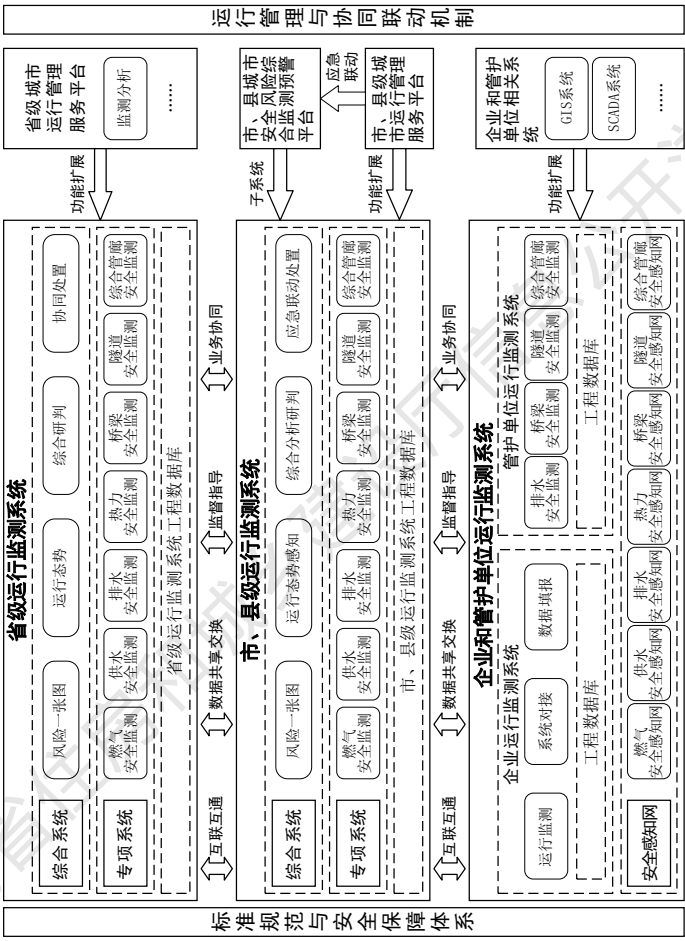 运行管理与协同联动机制
省级城市
运行管理
服务平台
监测分析
……
功能扩展
省级运行监测系统
综合系统
风险一张图
运行态势
综合研判
协同处置
专项系统
燃气
安全监测
供水
安全监测
排水
安全监测
热力
安全监测
桥梁
安全监测
隧道
安全监测
综合管廊
安全监测
省级运行监测系统工程数据库
互联互通
数据共享交换
监督指导
业务协同
市、县城市
安全风险综
合监测预警
平台
应急
联动
市、县级城
市运行管理
服务平台
子系统
功能扩展
市、县级运行监测系统
综合系统
风险一张图
运行态势感知
综合分析研判
应急联动处置
专项系统
燃气
安全监测
供水
安全监测
排水
安全监测
热力
安全监测
桥梁
安全监测
隧道
安全监测
综合管廊
安全监测
市、县级运行监测系统工程数据库
互联互通
数据共享交换
监督指导
业务协同
企业和管护
单位相关系
统
GIS系统
SCADA系统
……
功能扩展
企业和管护单位运行监测系统
企业运行监测系统
运行监测
系统对接
数据填报
工程数据库
管护单位运行监测系统
排水
安全监测
桥梁
安全监测
隧道
安全监测
综合管廊
安全监测
工程数据库
安全感知网
燃气
安全感知网
供水
安全感知网
排水
安全感知网
热力
安全感知网
桥梁
安全感知网
隧道
安全感知网
综合管廊
安全感知网
标准规范与安全保障体系
省住房和城乡建设厅信息公开